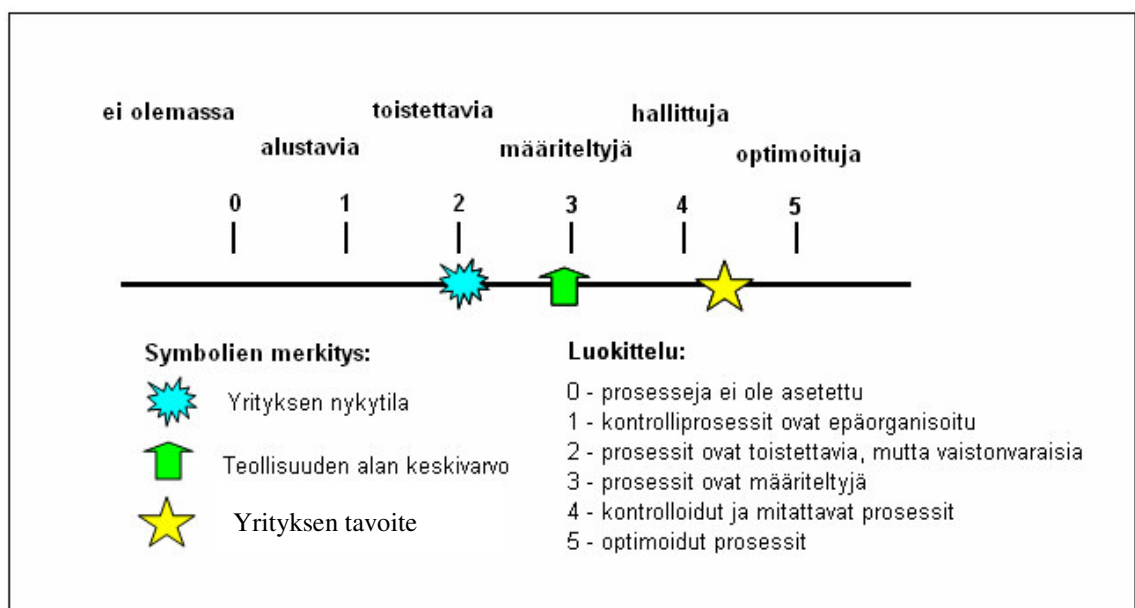 ei olemassa
alustavia
toistettavia
määriteltyjä
hallittuja
optimoituja
0 1 2 3 4 5
Symbolien merkitys:
Yrityksen nykytila
Teollisuuden alan keskivarvo
Yrityksen tavoite
Luokittelu:
0 - prosesseja ei ole asetettu
1 - kontrolliprosessit ovat epäorganisoitu
2 - prosessit ovat toistettavia, mutta vaistonvaraisia
3 - prosessit ovat määriteltyjä
4 - kontrolloidut ja mitattavat prosessit
5 - optimoidut prosessit